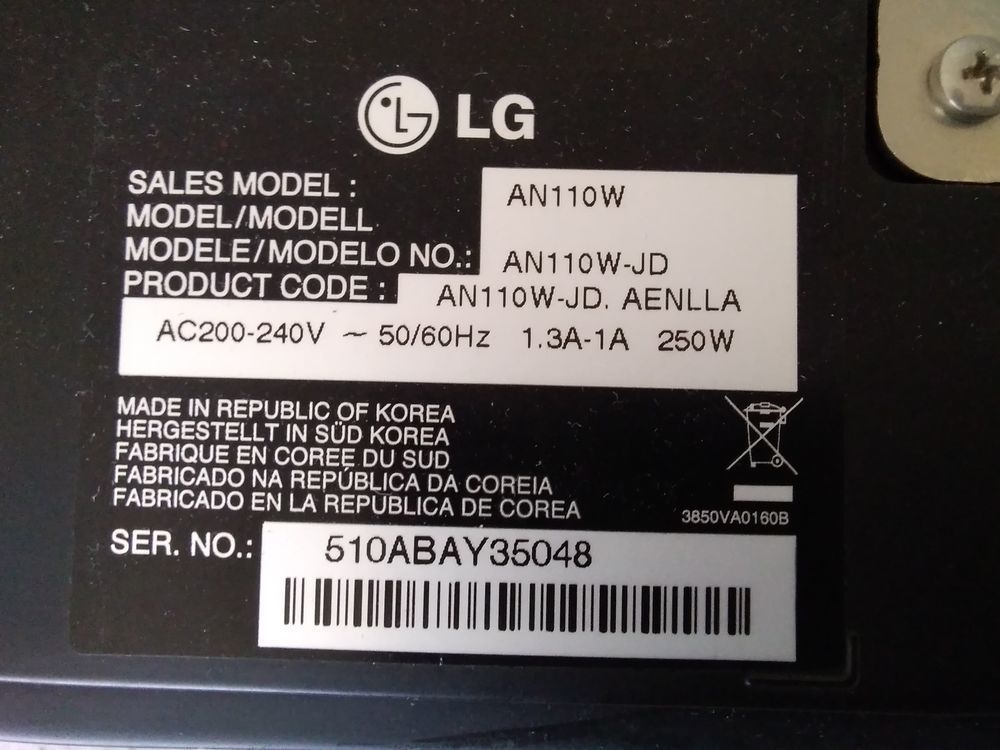 LG
SALES MODEL : AN110W
MODEL/MODELL
MODELE/MODELO NO.: AN110W-JD
PRODUCT CODE : AN110W-JD. AENLLA
AC200-240V ~ 50/60Hz 1.3A-1A 250W
MADE IN REPUBLIC OF KOREA
HERGESTELLT IN SÜD KOREA
FABRIQUE EN COREE DU SUD
FABRICADO NA REPÚBLICA DA COREIA
FABRICADO EN LA REPUBLICA DE COREA
3850VA0160B
SER. NO.: 510ABAY35048